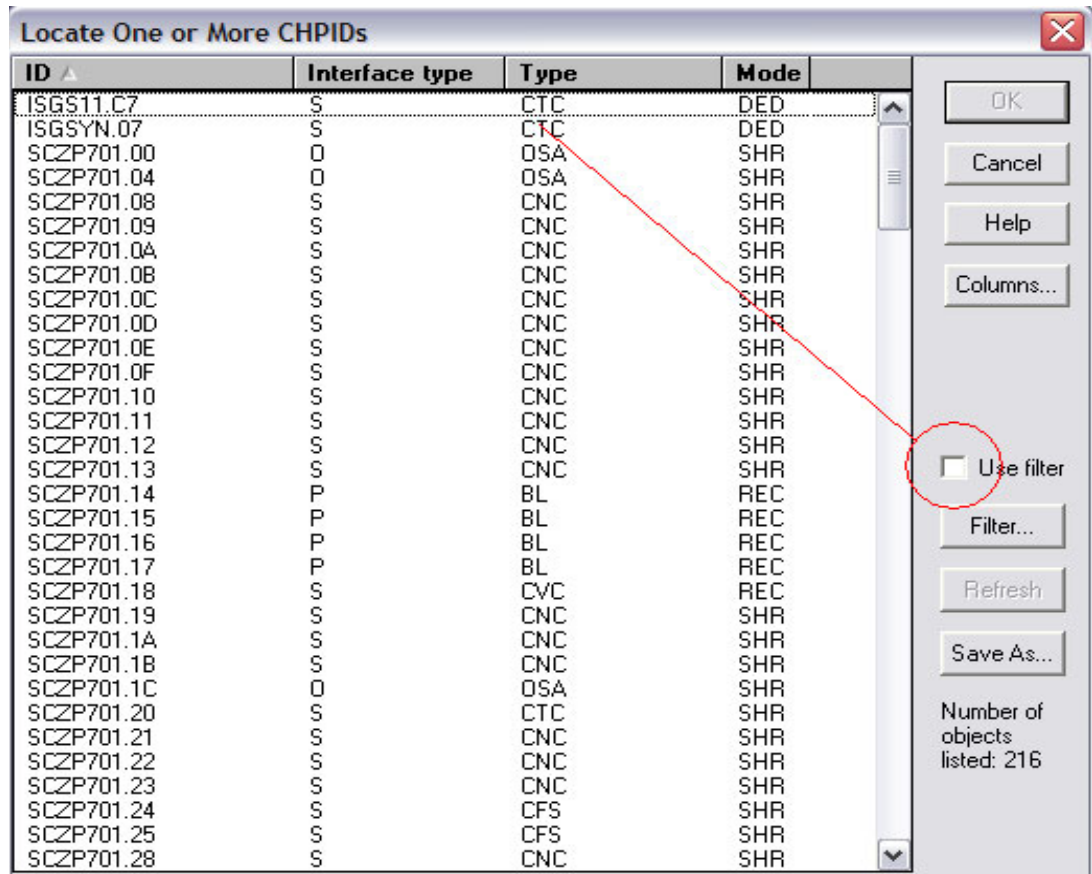 Locate One or More CHPIDs
ID Interface type Type Mode
ISGS11.C7 S CTC DED
ISGSYN.07 S CTC DED
SCZP701.00 O OSA SHR
SCZP701.04 O OSA SHR
SCZP701.08 S CNC SHR
SCZP701.09 S CNC SHR
SCZP701.0A S CNC SHR
SCZP701.0B S CNC SHR
SCZP701.0C S CNC SHR
SCZP701.0D S CNC SHR
SCZP701.0E S CNC SHR
SCZP701.0F S CNC SHR
SCZP701.10 S CNC SHR
SCZP701.11 S CNC SHR
SCZP701.12 S CNC SHR
SCZP701.13 S CNC SHR
SCZP701.14 P BL REC
SCZP701.15 P BL REC
SCZP701.16 P BL REC
SCZP701.17 P BL REC
SCZP701.18 S CVC REC
SCZP701.19 S CNC SHR
SCZP701.1A S CNC SHR
SCZP701.1B S CNC SHR
SCZP701.1C O OSA SHR
SCZP701.20 S CTC SHR
SCZP701.21 S CNC SHR
SCZP701.22 S CNC SHR
SCZP701.23 S CNC SHR
SCZP701.24 S CFS SHR
SCZP701.25 S CFS SHR
SCZP701.28 S CNC SHR
OK
Cancel
Help
Columns...
Use filter
Filter...
Refresh
Save As...
Number of
objects
listed: 216